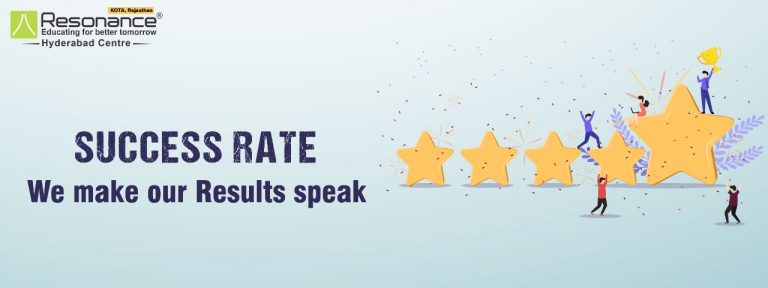 KOTA, Rajasthan
Resonance®
Educating for better tomorrow
Hyderabad Centre
SUCCESS RATE
We make our Results speak